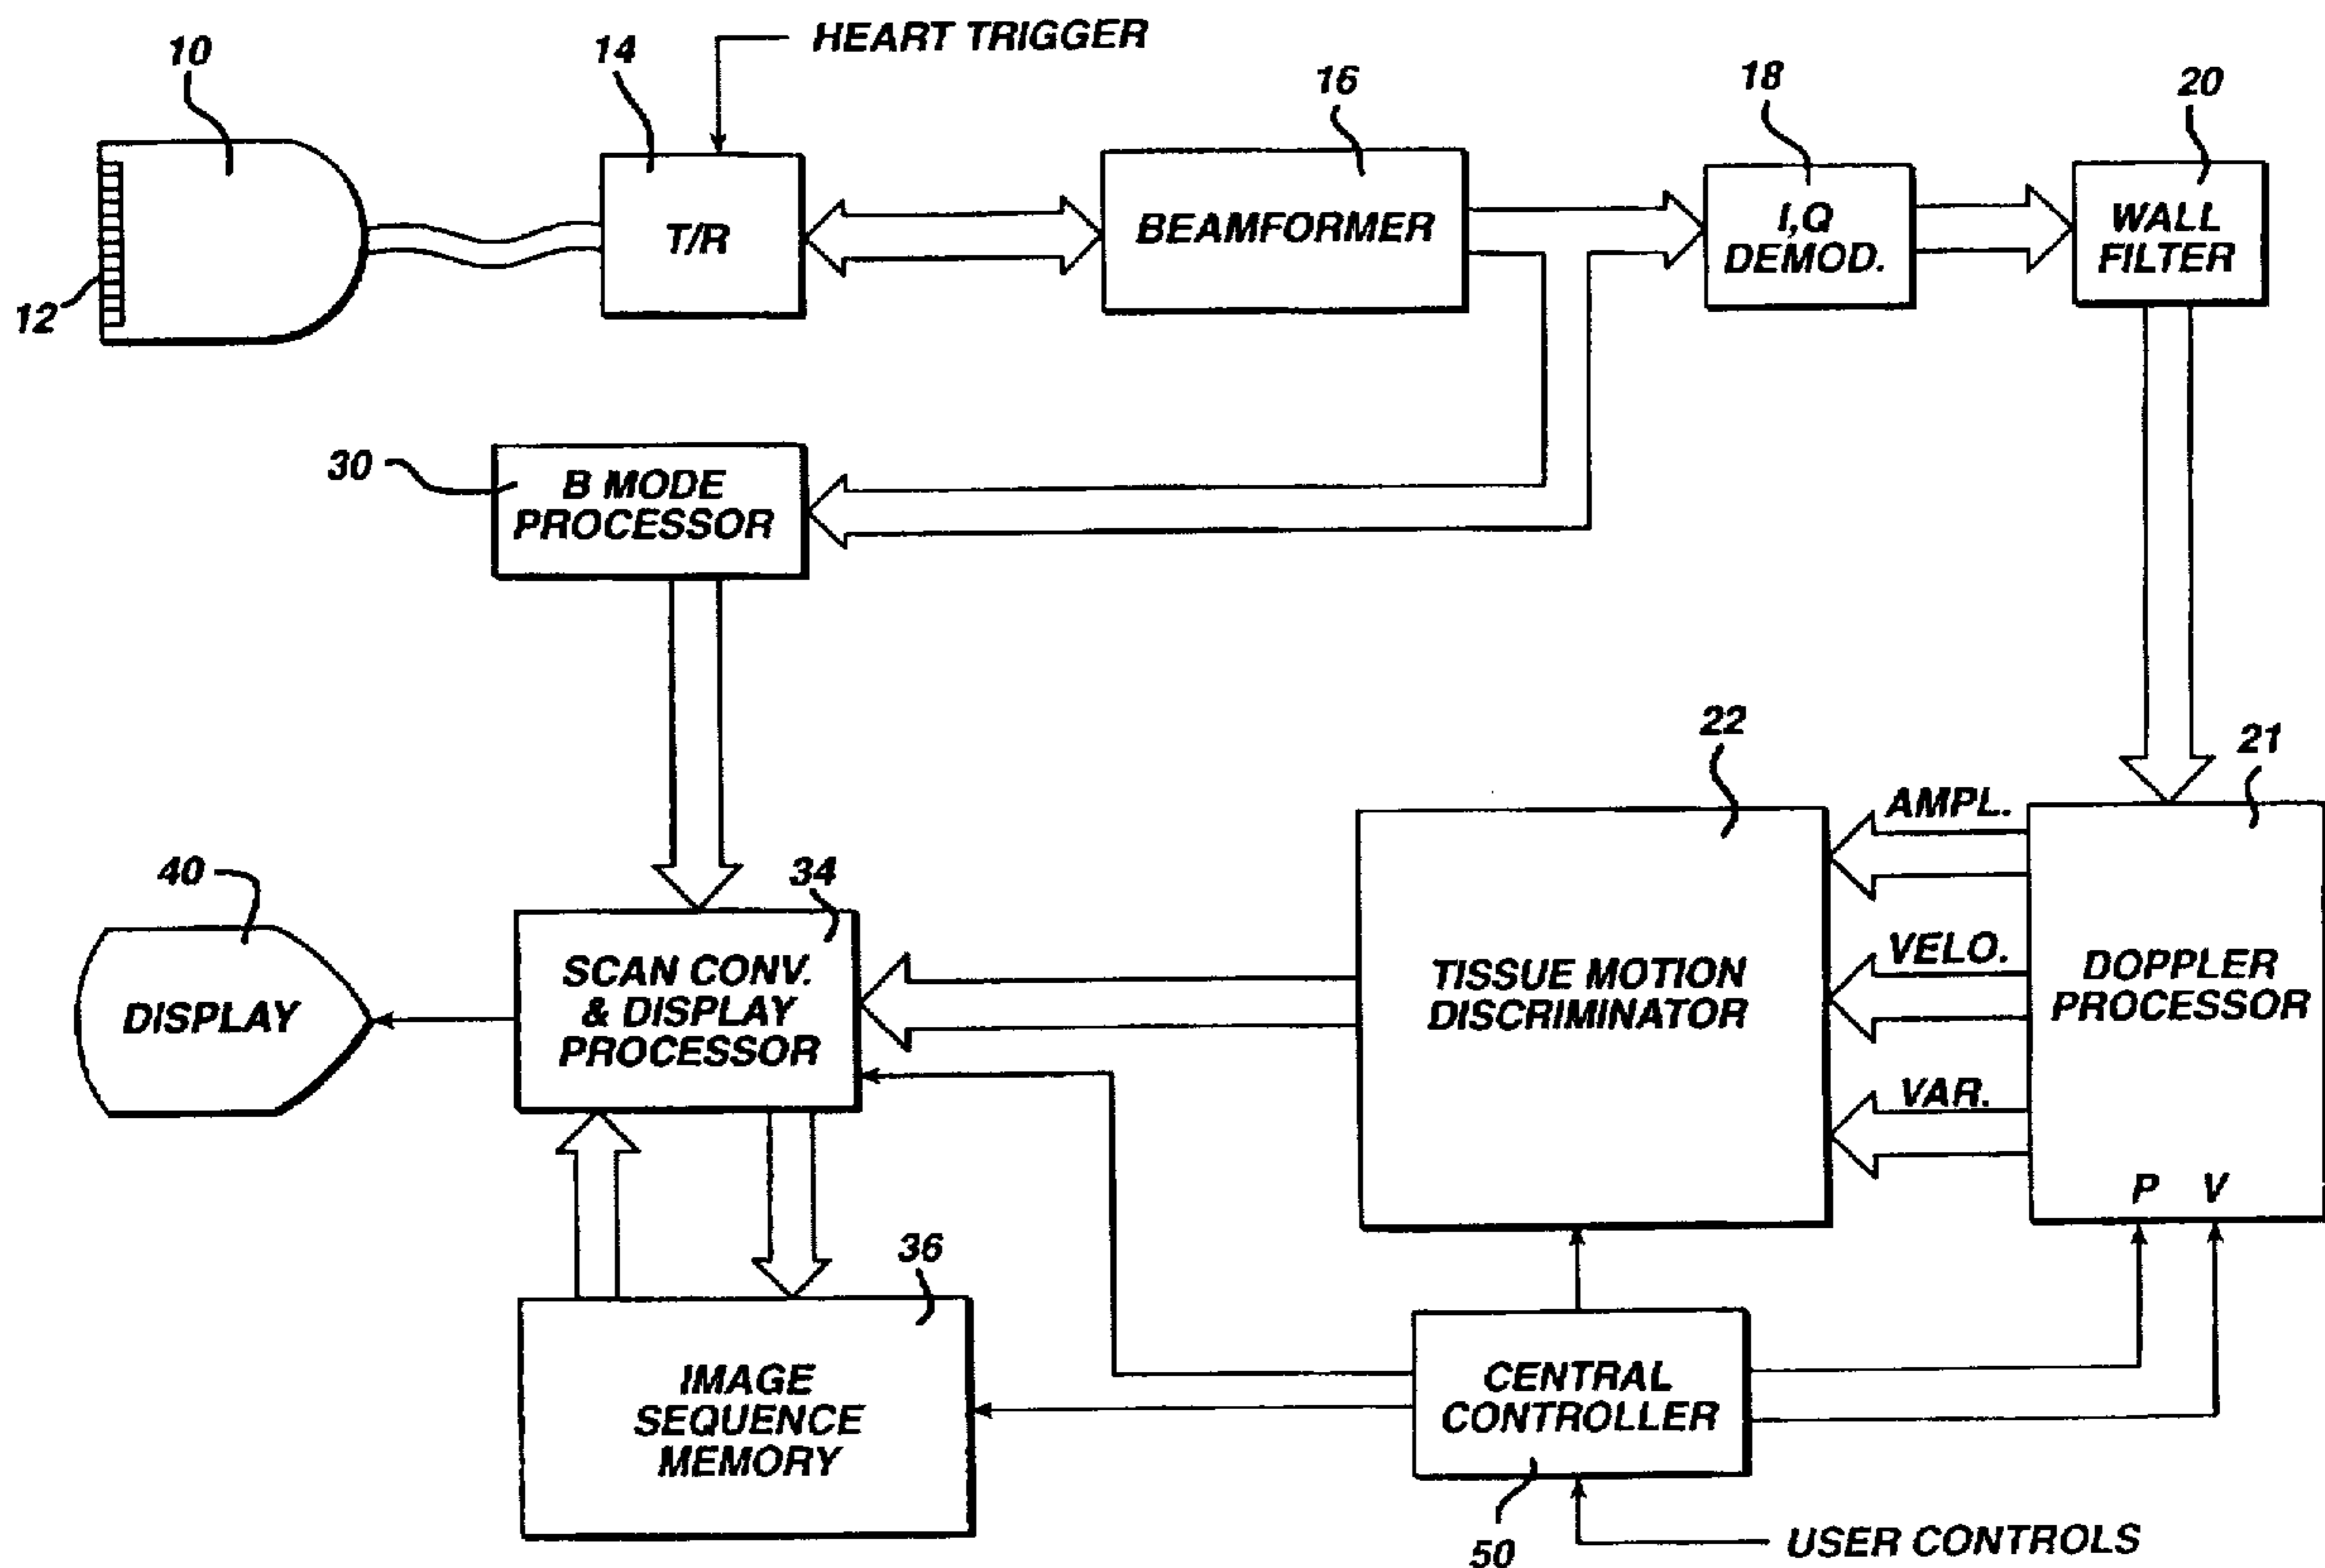 HEART TRIGGER
10
14
16
18
20
12
T/R
BEAMFORMER
I,Q
DEMOD.
WALL
FILTER
30
B MODE
PROCESSOR
22
21
40
34
AMPL.
VELO.
VAR.
DISPLAY
SCAN CONV.
& DISPLAY
PROCESSOR
TISSUE MOTION
DISCRIMINATOR
DOPPLER
PROCESSOR
P V
36
IMAGE
SEQUENCE
MEMORY
CENTRAL
CONTROLLER
50
USER CONTROLS